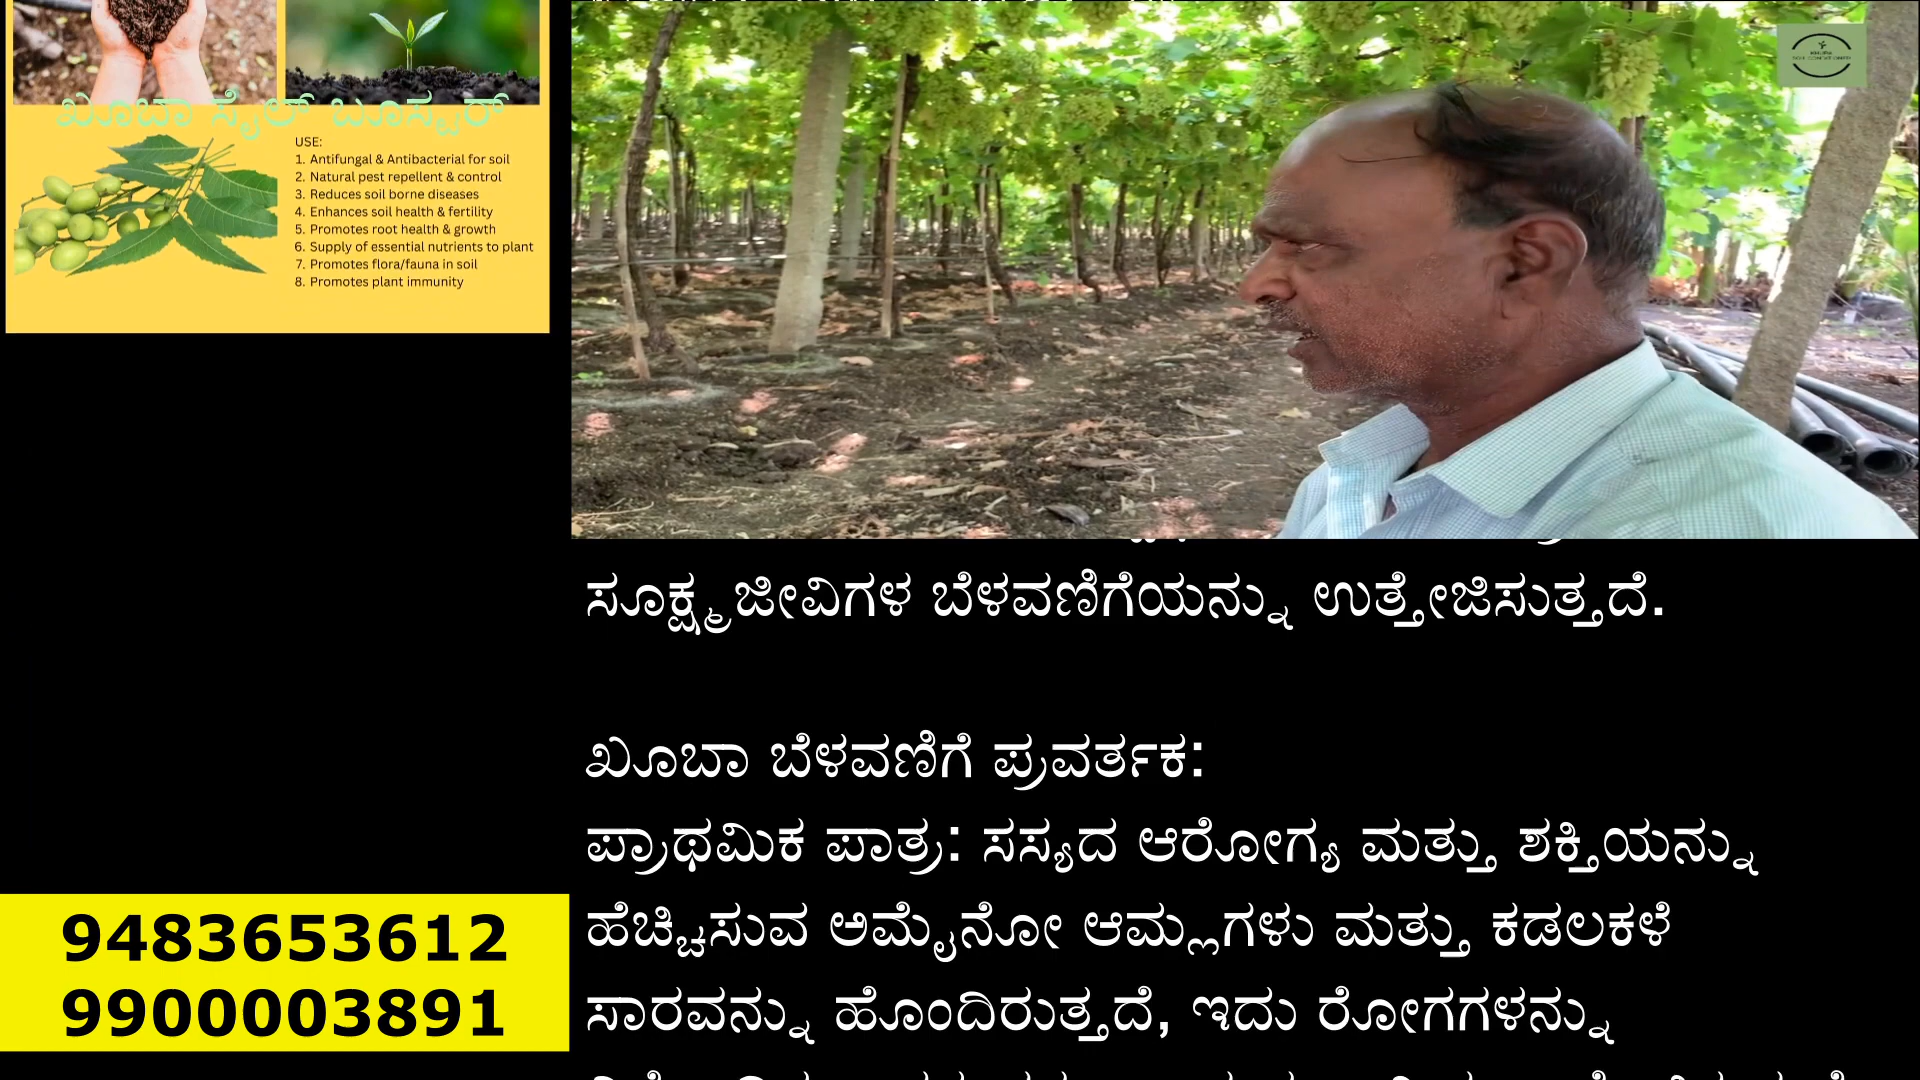 ಖೂಬಾ ಸೈಲ್ ಬೂಸ್ಟರ್
USE:
1. Antifungal & Antibacterial for soil
2. Natural pest repellent & control
3. Reduces soil borne diseases
4. Enhances soil health & fertility
5. Promotes root health & growth
6. Supply of essential nutrients to plant
7. Promotes flora/fauna in soil
8. Promotes plant immunity
ಸೂಕ್ಷ್ಮಜೀವಿಗಳ ಬೆಳವಣಿಗೆಯನ್ನು ಉತ್ತೇಜಿಸುತ್ತದೆ.
ಖೂಬಾ ಬೆಳವಣಿಗೆ ಪ್ರವರ್ತಕ:
ಪ್ರಾಥಮಿಕ ಪಾತ್ರ: ಸಸ್ಯದ ಆರೋಗ್ಯ ಮತ್ತು ಶಕ್ತಿಯನ್ನು
ಹೆಚ್ಚಿಸುವ ಅಮೈನೋ ಆಮ್ಲಗಳು ಮತ್ತು ಕಡಲಕಳೆ
ಸಾರವನ್ನು ಹೊಂದಿರುತ್ತದೆ, ಇದು ರೋಗಗಳನ್ನು
9483653612
9900003891